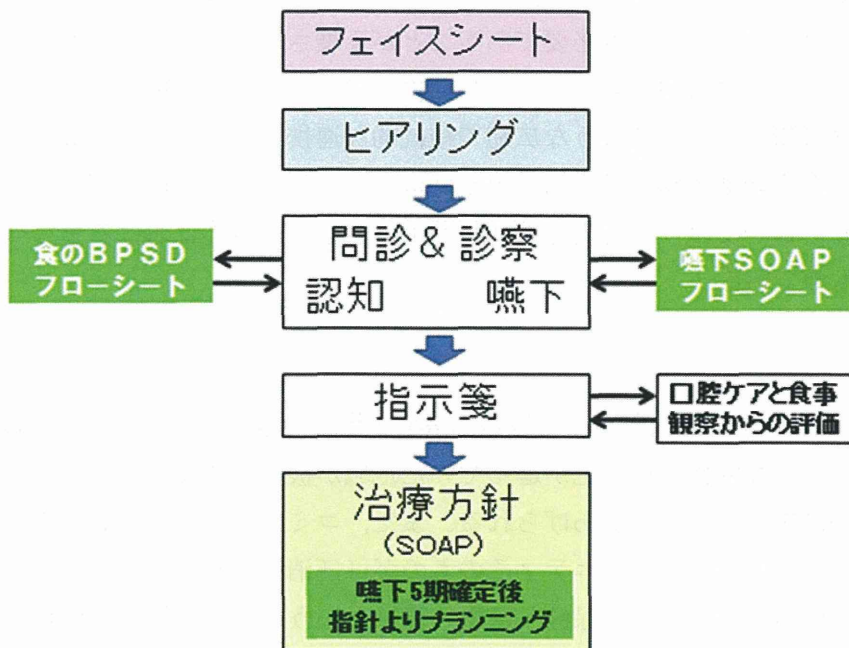 フェイスシート
ヒアリング
問診 & 診察
認知 嚥下
食のBPSD
フローシート
嚥下SOAP
フローシート
指示箋
口腔ケアと食事
観察からの評価
治療方針
(SOAP)
嚥下5期確定後
指針よりプランニング